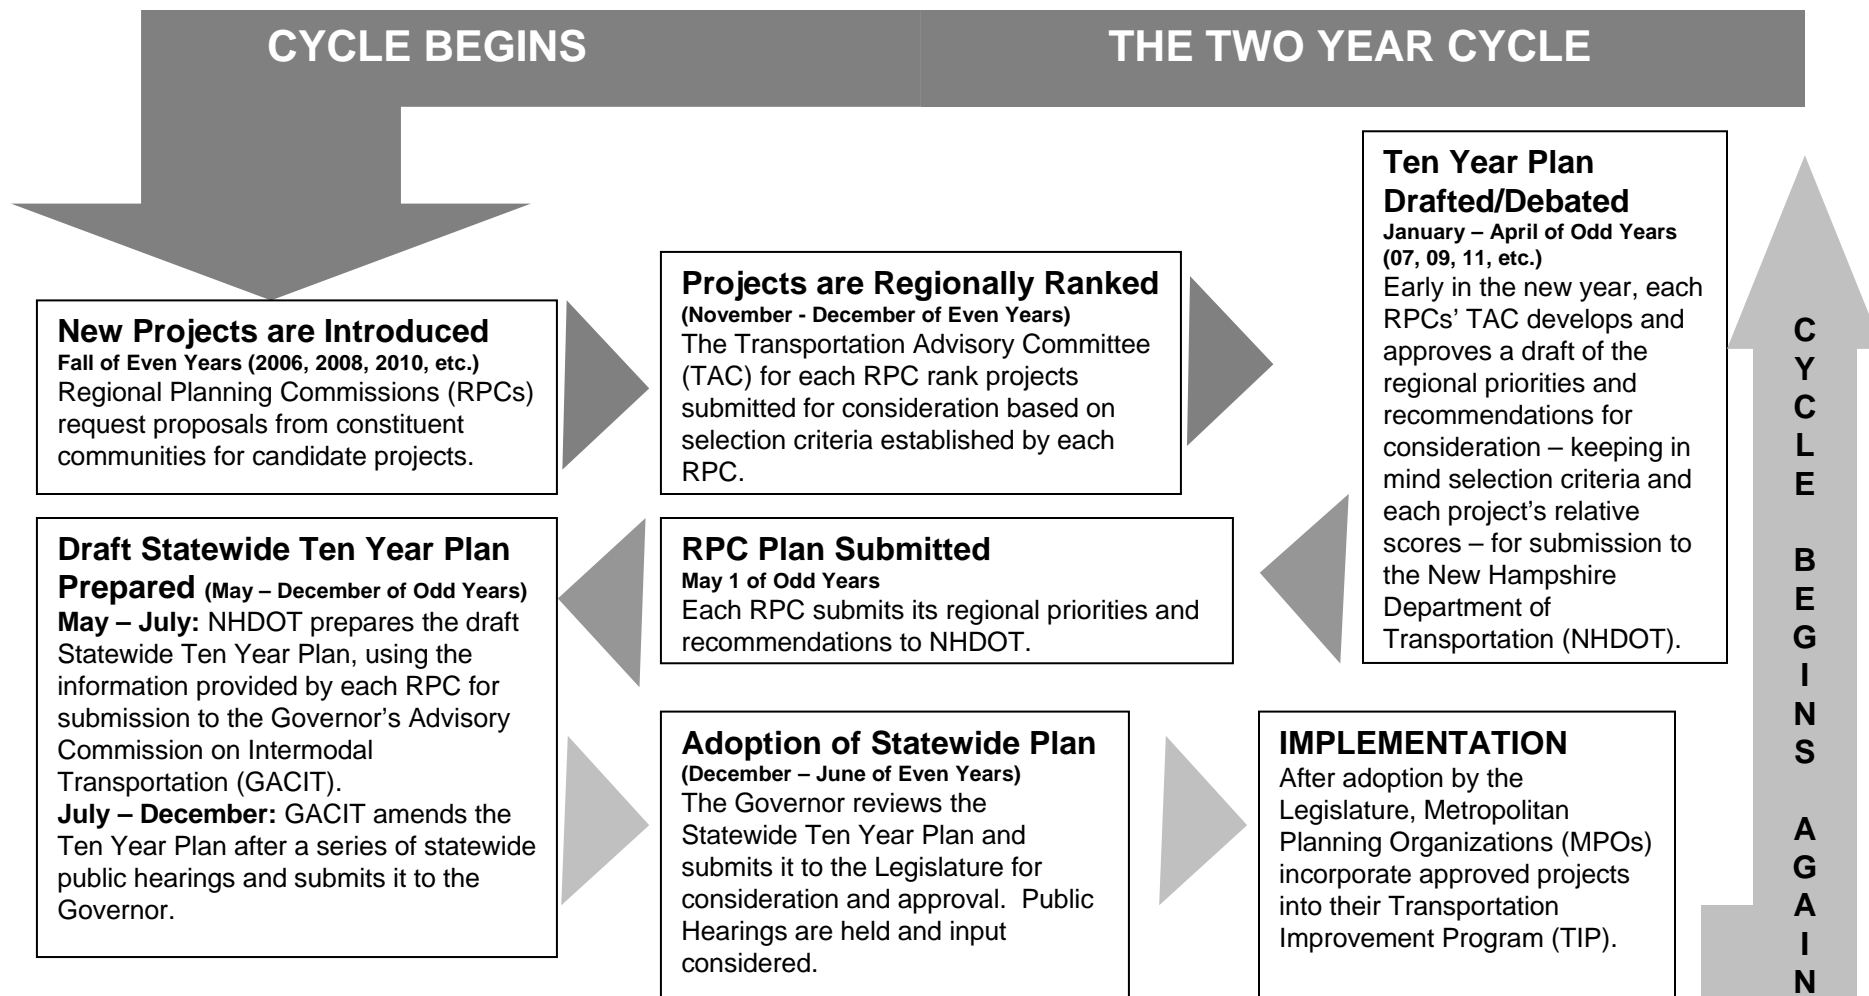 CYCLE BEGINS
THE TWO YEAR CYCLE
New Projects are Introduced
Fall of Even Years (2006, 2008, 2010, etc.)
Regional Planning Commissions (RPCs)
request proposals from constituent
communities for candidate projects.
Projects are Regionally Ranked
(November - December of Even Years)
The Transportation Advisory Committee
(TAC) for each RPC rank projects
submitted for consideration based on
selection criteria established by each
RPC.
Ten Year Plan
Drafted/Debated
January – April of Odd Years
(07, 09, 11, etc.)
Early in the new year, each
RPCs’ TAC develops and
approves a draft of the
regional priorities and
recommendations for
consideration – keeping in
mind selection criteria and
each project’s relative
scores – for submission to
the New Hampshire
Department of
Transportation (NHDOT).
RPC Plan Submitted
May 1 of Odd Years
Each RPC submits its regional priorities and
recommendations to NHDOT.
Draft Statewide Ten Year Plan
Prepared (May – December of Odd Years)
May – July: NHDOT prepares the draft
Statewide Ten Year Plan, using the
information provided by each RPC for
submission to the Governor’s Advisory
Commission on Intermodal
Transportation (GACIT).
July – December: GACIT amends the
Ten Year Plan after a series of statewide
public hearings and submits it to the
Governor.
Adoption of Statewide Plan
(December – June of Even Years)
The Governor reviews the
Statewide Ten Year Plan and
submits it to the Legislature for
consideration and approval.  Public
Hearings are held and input
considered.
IMPLEMENTATION
After adoption by the
Legislature, Metropolitan
Planning Organizations (MPOs)
incorporate approved projects
into their Transportation
Improvement Program (TIP).
CYCLE BEGINS AGAIN